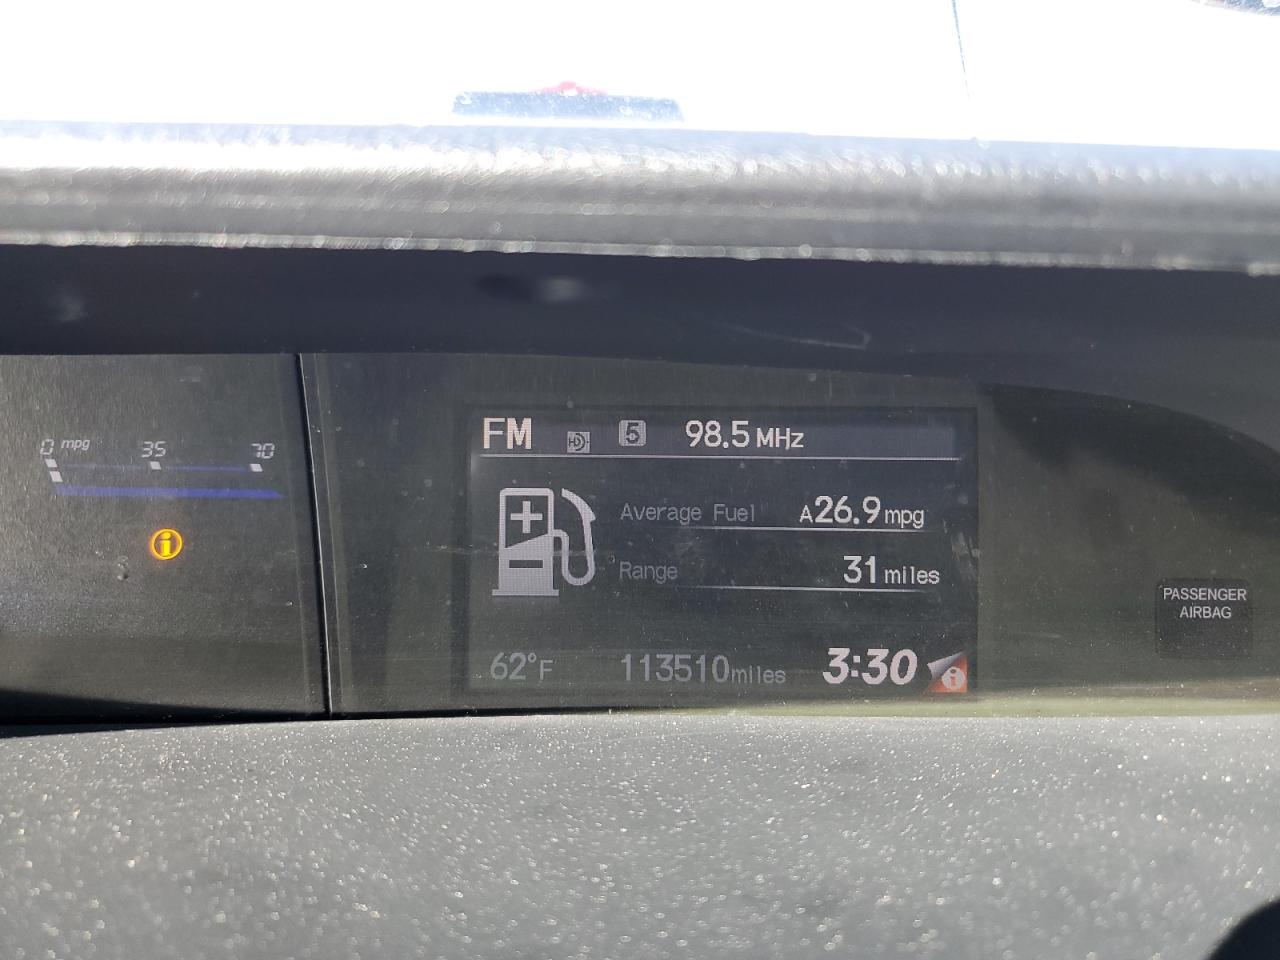 0 mpg 35 70
i
FM HD 5 98.5 MHz
Average Fuel A26.9 mpg
Range 31 miles
62°F 113510 miles 3:30 i
PASSENGER
AIRBAG